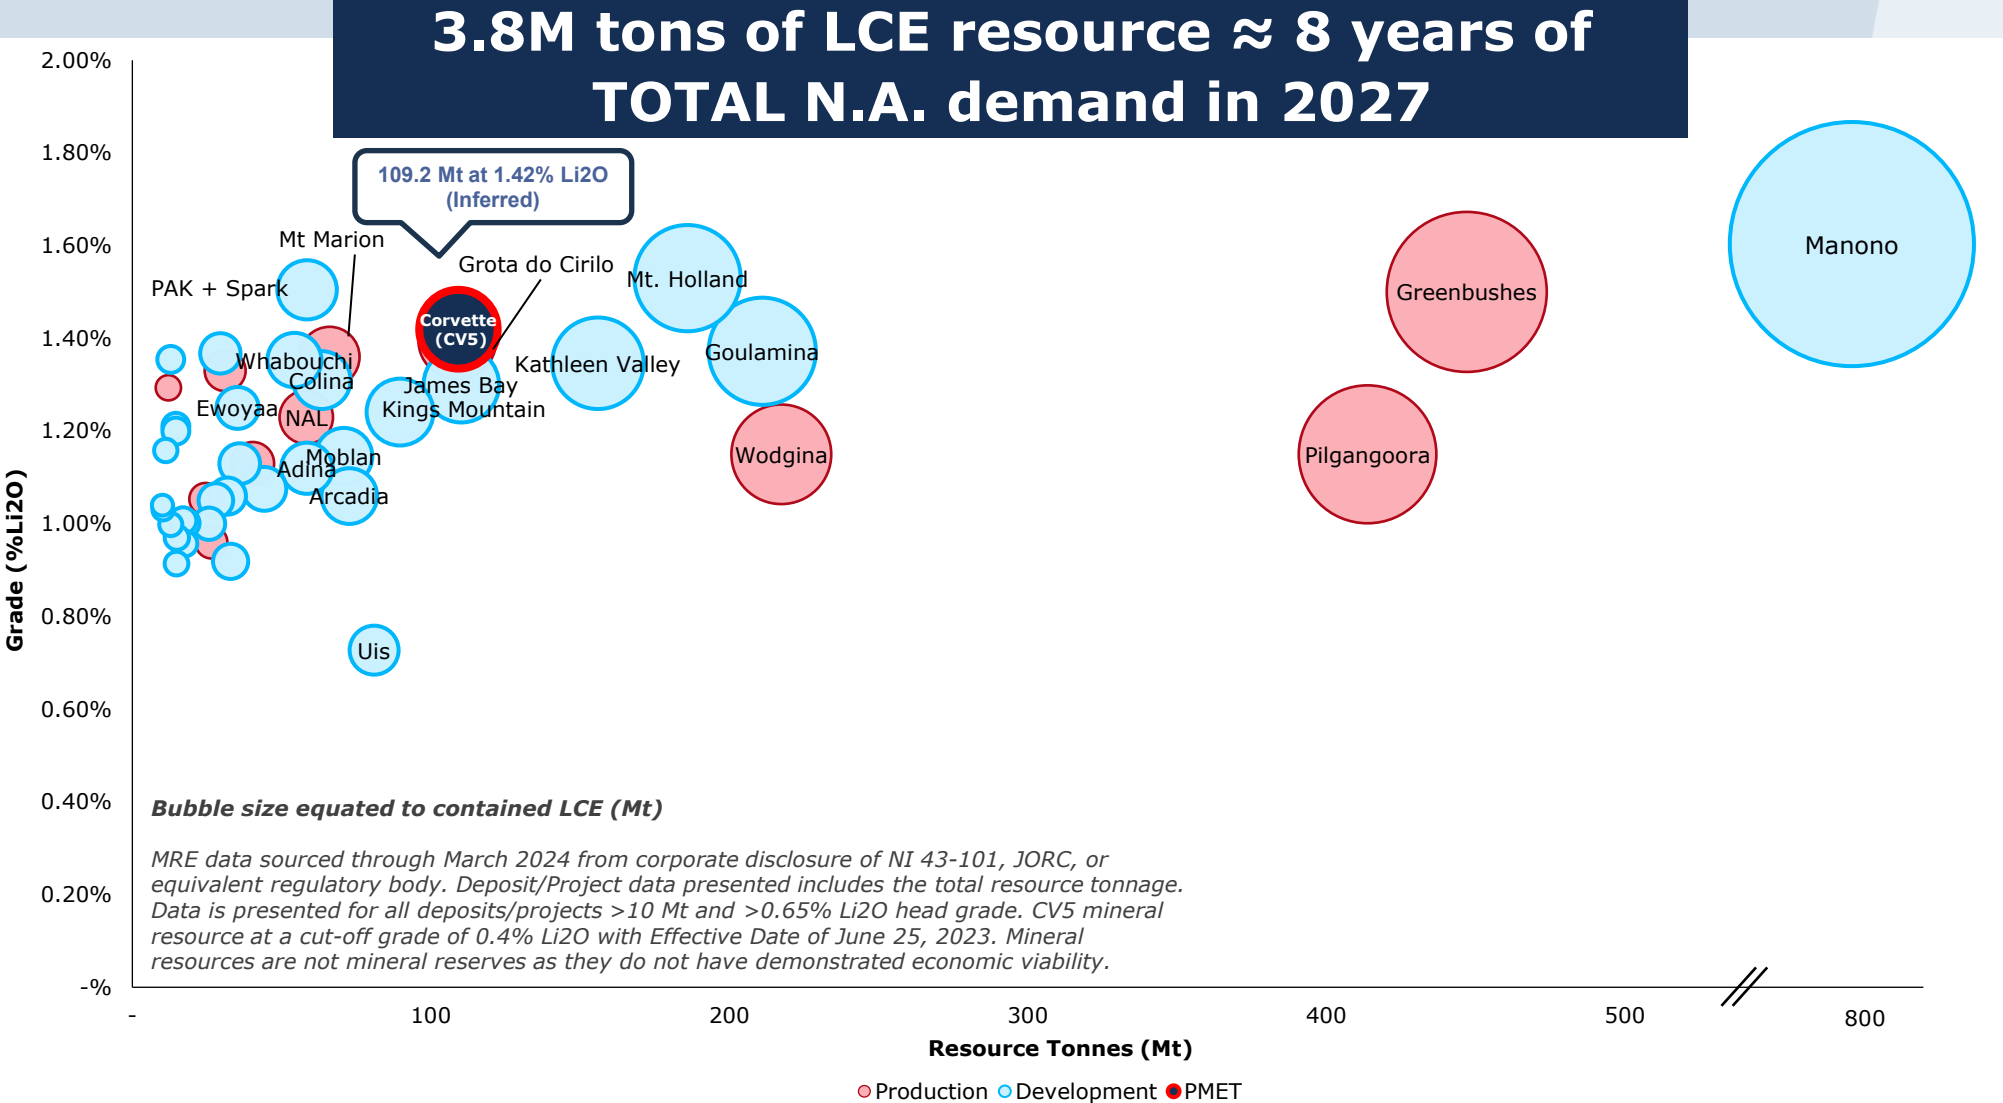 3.8M tons of LCE resource ≈ 8 years of
TOTAL N.A. demand in 2027
2.00%
1.80%
1.60%
1.40%
1.20%
1.00%
0.80%
0.60%
0.40%
0.20%
-%
Grade (%Li2O)
109.2 Mt at 1.42% Li2O
(Inferred)
Mt Marion
Grota do Cirilo
PAK + Spark
Mt. Holland
Manono
Greenbushes
Corvette
(CV5)
Whabouchi
Kathleen Valley
Goulamina
Colina
James Bay
Ewoyaa
NAL
Kings Mountain
Moblan
Adina
Arcadia
Wodgina
Pilgangoora
Uis
Bubble size equated to contained LCE (Mt)
MRE data sourced through March 2024 from corporate disclosure of NI 43-101, JORC, or
equivalent regulatory body. Deposit/Project data presented includes the total resource tonnage.
Data is presented for all deposits/projects >10 Mt and >0.65% Li2O head grade. CV5 mineral
resource at a cut-off grade of 0.4% Li2O with Effective Date of June 25, 2023. Mineral
resources are not mineral reserves as they do not have demonstrated economic viability.
- 100 200 300 400 500 800
Resource Tonnes (Mt)
Production Development PMET